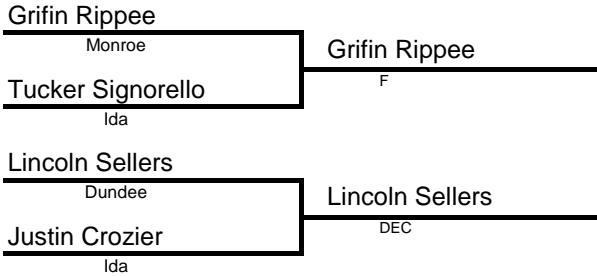 Grifin Rippee
Monroe
Grifin Rippee
F
Tucker Signorello
Ida
Lincoln Sellers
Dundee
Lincoln Sellers
DEC
Justin Crozier
Ida